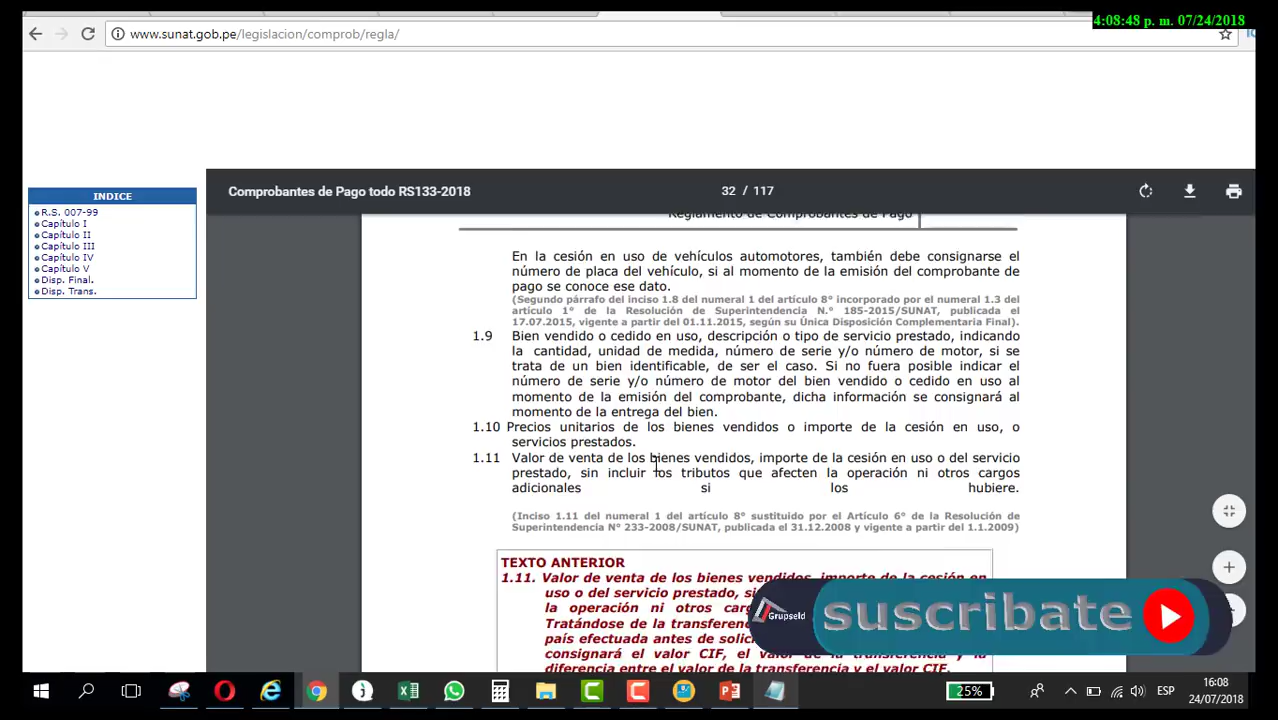 4:08:48 p. m. 07/24/2018
www.sunat.gob.pe/legislacion/comprob/regla/
INDICE
R.S. 007-99
Capítulo I
Capítulo II
Capítulo III
Capítulo IV
Capítulo V
Disp. Final.
Disp. Trans.
Comprobantes de Pago todo RS133-2018
32 / 117
Reglamento de Comprobantes de Pago
En la cesión en uso de vehículos automotores, también debe consignarse el
número de placa del vehículo, si al momento de la emisión del comprobante de
pago se conoce ese dato.
(Segundo párrafo del inciso 1.8 del numeral 1 del artículo 8° incorporado por el numeral 1.3 del
artículo 1° de la Resolución de Superintendencia N.° 185-2015/SUNAT, publicada el
17.07.2015, vigente a partir del 01.11.2015, según su Única Disposición Complementaria Final).
1.9 Bien vendido o cedido en uso, descripción o tipo de servicio prestado, indicando
la cantidad, unidad de medida, número de serie y/o número de motor, si se
trata de un bien identificable, de ser el caso. Si no fuera posible indicar el
número de serie y/o número de motor del bien vendido o cedido en uso al
momento de la emisión del comprobante, dicha información se consignará al
momento de la entrega del bien.
1.10 Precios unitarios de los bienes vendidos o importe de la cesión en uso, o
servicios prestados.
1.11 Valor de venta de los bienes vendidos, importe de la cesión en uso o del servicio
prestado, sin incluir los tributos que afecten la operación ni otros cargos
adicionales si los hubiere.
(Inciso 1.11 del numeral 1 del artículo 8° sustituido por el Artículo 6° de la Resolución de
Superintendencia N° 233-2008/SUNAT, publicada el 31.12.2008 y vigente a partir del 1.1.2009)
TEXTO ANTERIOR
1.11. Valor de venta de los bienes vendidos, importe de la cesión en
uso o del servicio prestado,
la operación ni otros
Tratándose de la
país efectuada antes de
consignará el valor CIF, el valor de la transferencia y la
diferencia entre el valor de la transferencia y el valor CIF.
Grupseld
suscribate
25%
ESP
16:08
24/07/2018